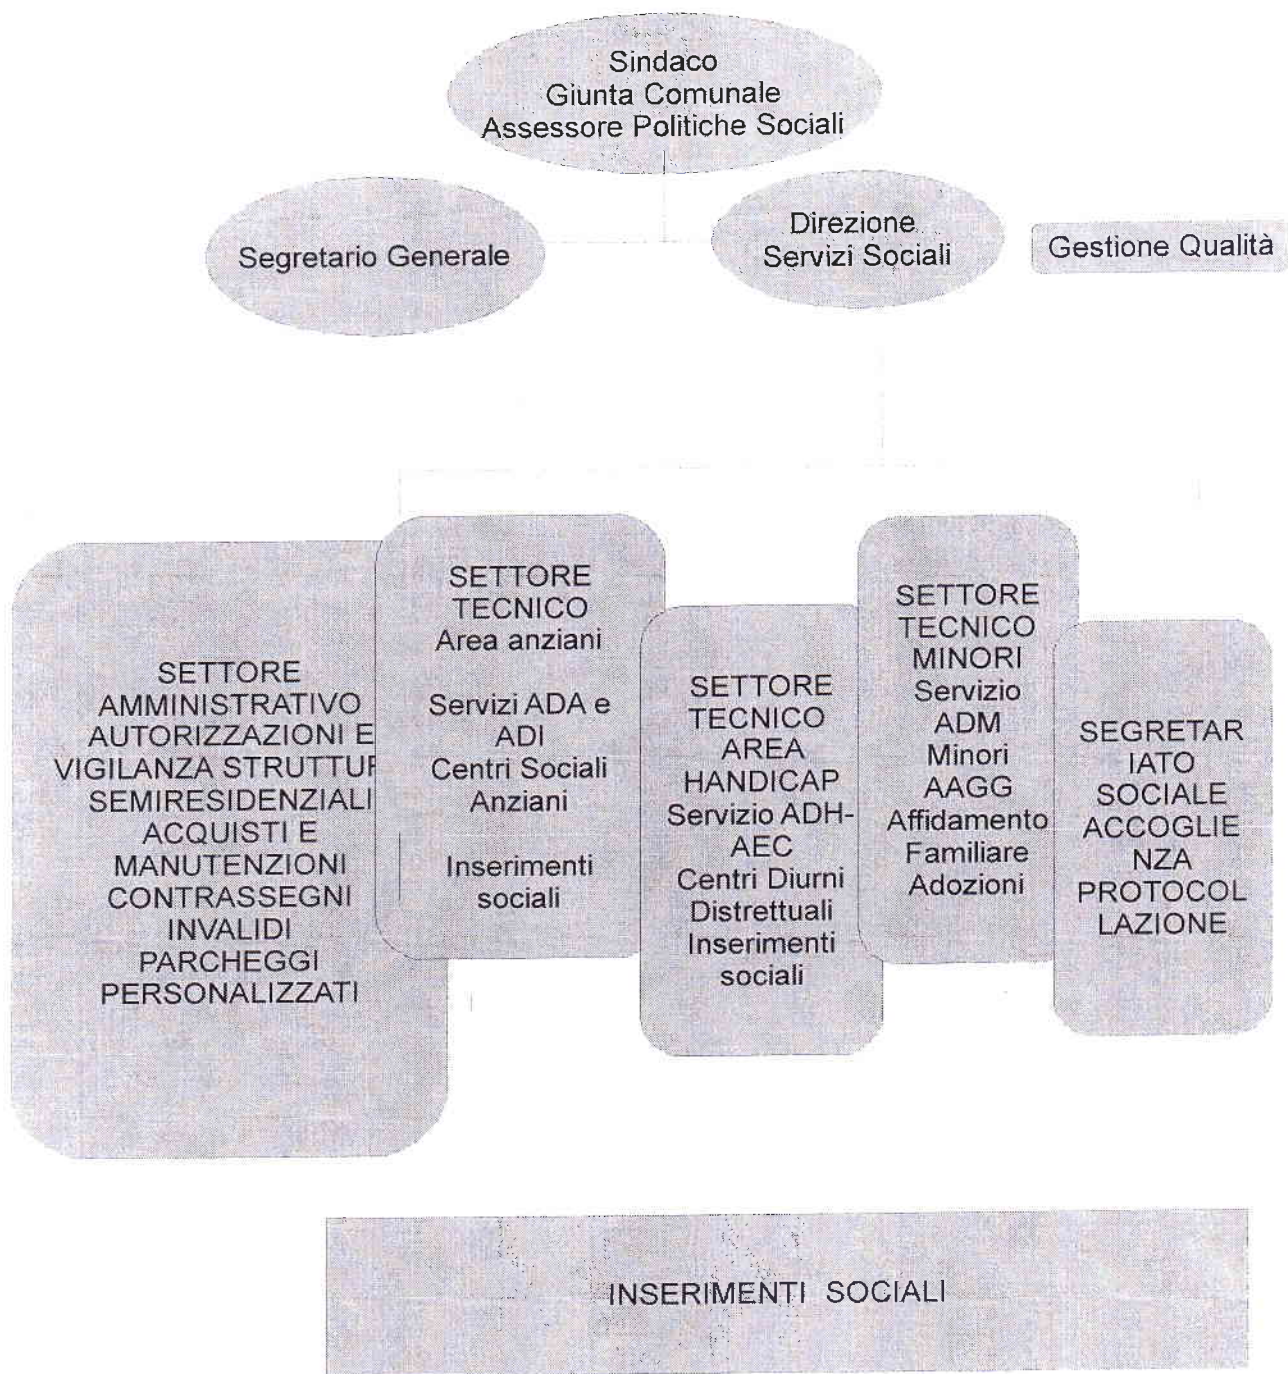 Sindaco
Giunta Comunale
Assessore Politiche Sociali
Segretario Generale
Direzione
Servizi Sociali
Gestione Qualità
SETTORE
AMMINISTRATIVO
AUTORIZZAZIONI E
VIGILANZA STRUTTUR
SEMIRESIDENZIALI
ACQUISTI E
MANUTENZIONI
CONTRASSEGNI
INVALIDI
PARCHEGGI
PERSONALIZZATI
SETTORE
TECNICO
Area anziani
Servizi ADA e
ADI
Centri Sociali
Anziani
Inserimenti
sociali
SETTORE
TECNICO
AREA
HANDICAP
Servizio ADH-
AEC
Centri Diurni
Distrettuali
Inserimenti
sociali
SETTORE
TECNICO
MINORI
Servizio
ADM
Minori
AAGG
Affidamento
Familiare
Adozioni
SEGRETAR
IATO
SOCIALE
ACCOGLIE
NZA
PROTOCOL
LAZIONE
INSERIMENTI SOCIALI